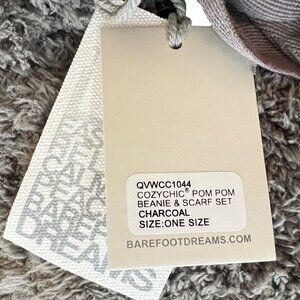 QVWCC1044
COZYCHIC® POM POM
BEANIE & SCARF SET
CHARCOAL
SIZE:ONE SIZE
BAREFOOTDREAMS.COM